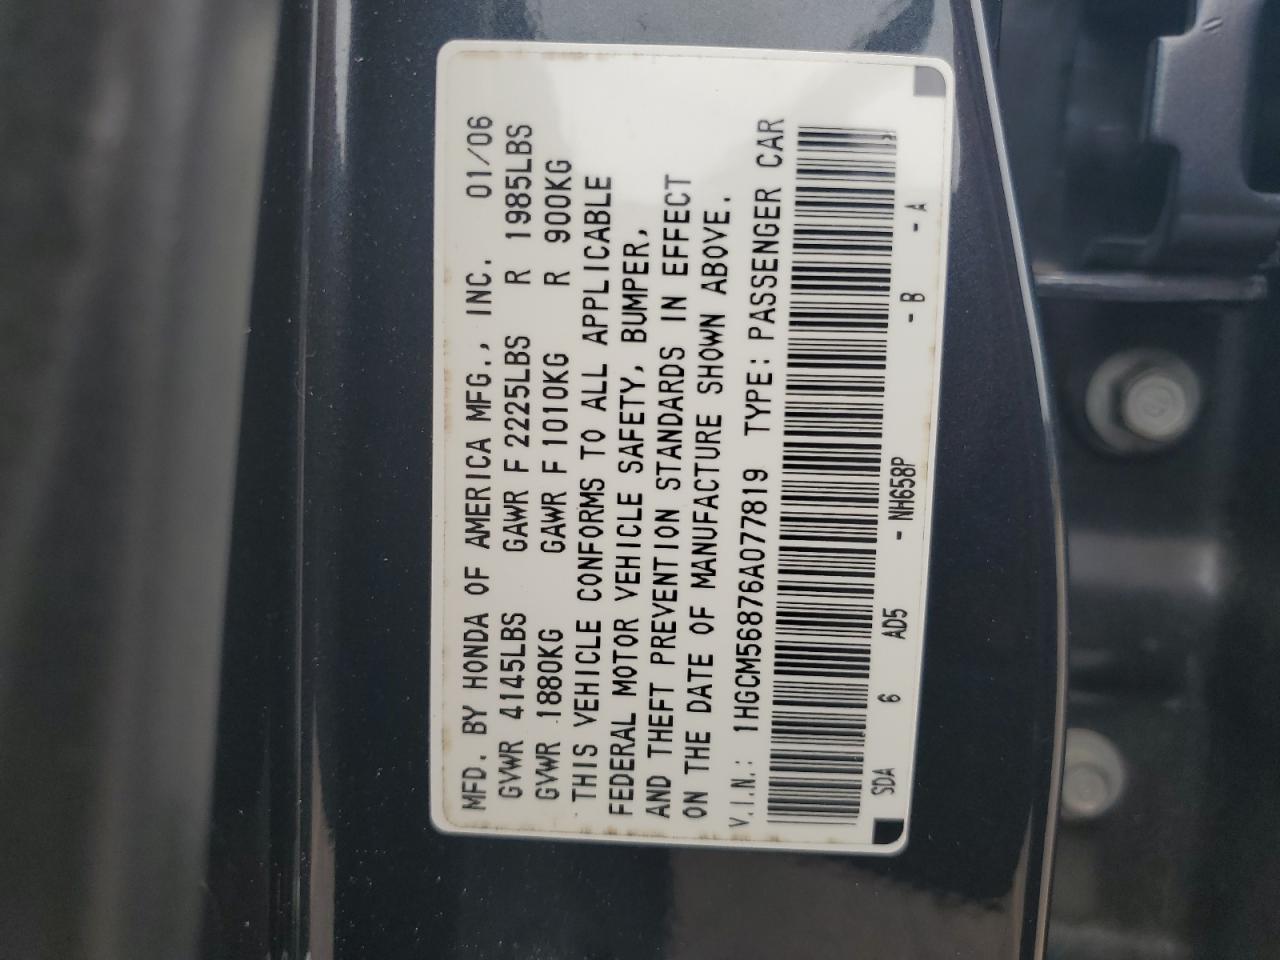 MFD. BY HONDA OF AMERICA MFG., INC. 01/06
GVWR 4145LBS GAWR F 2225LBS R 1985LBS
GVWR 1880KG GAWR F 1010KG R 900KG
THIS VEHICLE CONFORMS TO ALL APPLICABLE
FEDERAL MOTOR VEHICLE SAFETY, BUMPER,
AND THEFT PREVENTION STANDARDS IN EFFECT
ON THE DATE OF MANUFACTURE SHOWN ABOVE.
V.I.N.: 1HGCM56876A077819 TYPE: PASSENGER CAR
SDA 6 AD5 - NH658P - B - A